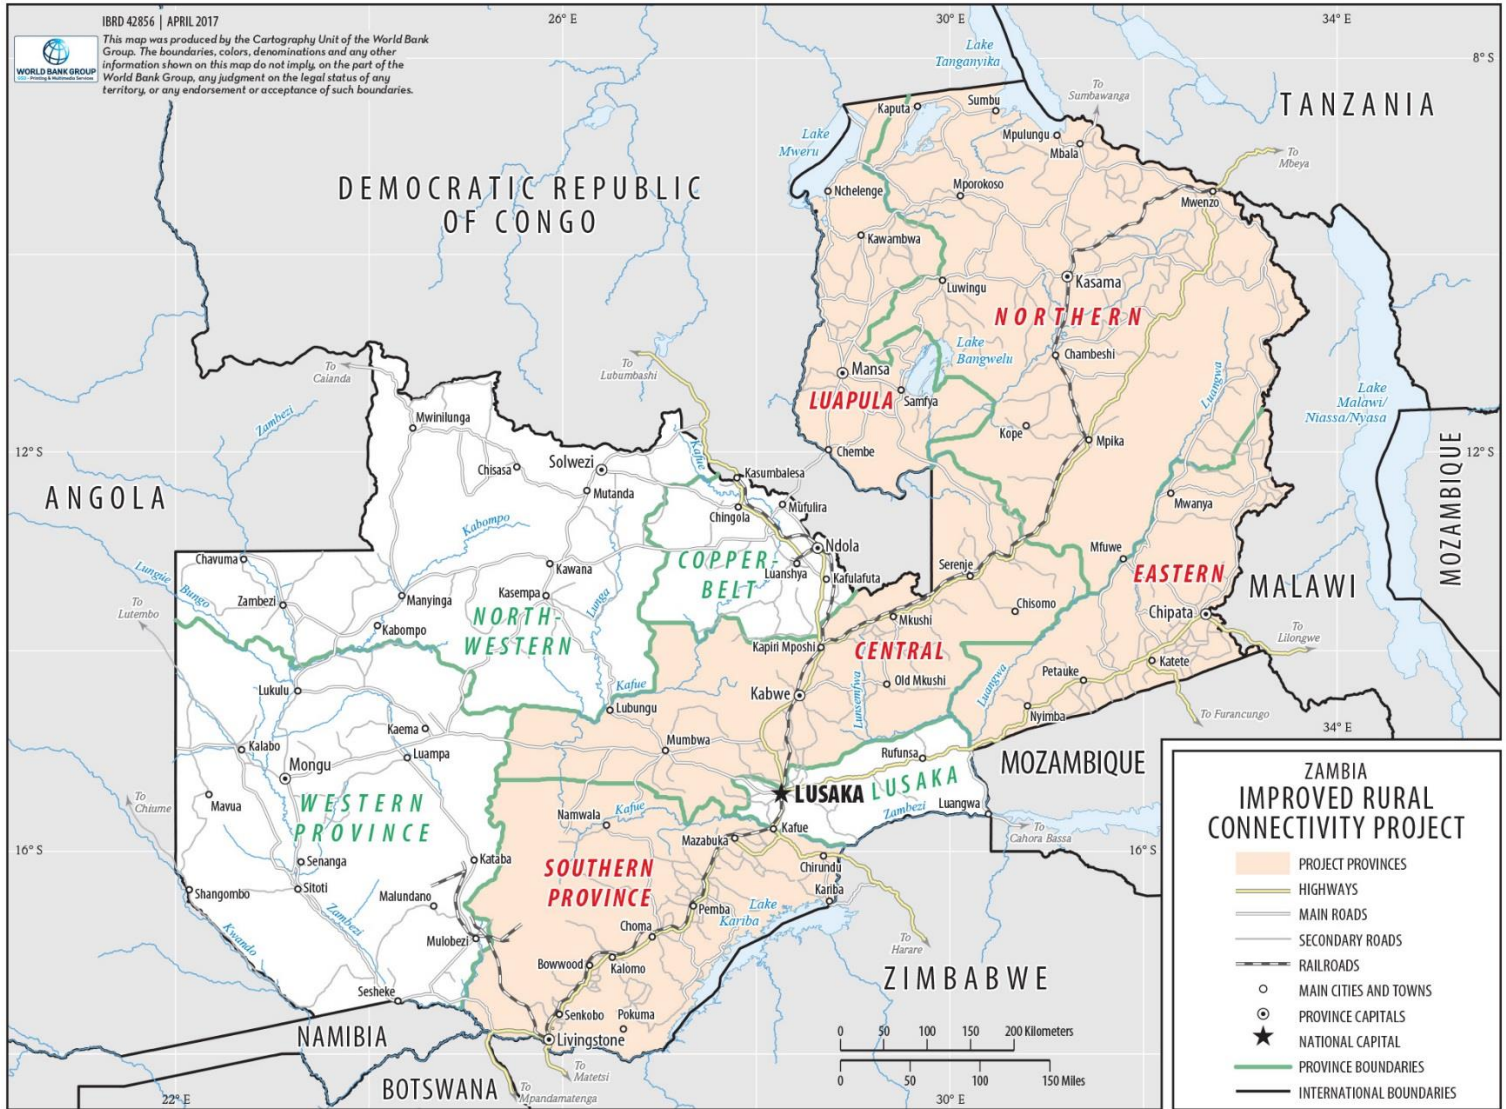 IBRD 42856 | APRIL 2017
This map was produced by the Cartography Unit of the World Bank
Group. The boundaries, colors, denominations and any other
information shown on this map do not imply, on the part of the
World Bank Group, any judgment on the legal status of any
territory, or any endorsement or acceptance of such boundaries.
WORLD BANK GROUP
26° E
30° E
34° E
8° S
Lake
Tanganyika
To
Sumbawanga
TANZANIA
Kaputa
Sumbu
Mpulungu
Mbala
Lake
Mweru
To
Mbeya
DEMOCRATIC REPUBLIC
OF CONGO
Nchelenge
Mporokoso
Mwenzo
Kawambwa
Luwingu
Kasama
NORTHERN
Lake
Bangwelu
Chambeshi
To
Lubumbashi
To
Caianda
Mansa
LUAPULA
Samfya
Luangwa
Lake
Malawi/
Niassa/Nyasa
Zambezi
Mwinilunga
Kope
Mpika
12° S
Chembe
12° S
Solwezi
Chisasa
Kafue
Kasumbalesa
MOZAMBIQUE
ANGOLA
Mutanda
Mufulira
Chingola
Mwanya
Kabompo
Ndola
COPPER-
BELT
Chavuma
Lungúe
Bungo
Kawana
Luanshya
Kafulafuta
Serenje
Mfuwe
EASTERN
MALAWI
To
Lutembo
Zambezi
Manyinga
Kasempa
Lunga
NORTH-
WESTERN
Kabompo
Mkushi
Chisomo
Chipata
To
Lilongwe
Kapiri Mposhi
CENTRAL
Katete
Petauke
Lukulu
Kafue
Lubungu
Kabwe
Old Mkushi
Lunsemfwa
Luangwa
Nyimba
To Furancungo
34° E
Kaema
Kalabo
Luampa
Mumbwa
Rufunsa
MOZAMBIQUE
Mongu
LUSAKA
LUSAKA
Mavua
To
Chiume
WESTERN
PROVINCE
Namwala
Kafue
Zambezi
Luangwa
To
Cahora Bassa
Mazabuka
Kafue
16° S
16° S
Senanga
Kataba
SOUTHERN
PROVINCE
Chirundu
Shangombo
Sitoti
Malundano
Kariba
Zambezi
Pemba
Lake
Kariba
Kwando
Mulobezi
Choma
To
Harare
Bowwood
Kalomo
ZIMBABWE
Sesheke
Senkobo
Pokuma
NAMIBIA
Livingstone
BOTSWANA
To
Matetsi
To
Mpandamatenga
22° E
30° E
0 50 100 150 200 Kilometers
0 50 100 150 Miles
ZAMBIA
IMPROVED RURAL
CONNECTIVITY PROJECT
PROJECT PROVINCES
HIGHWAYS
MAIN ROADS
SECONDARY ROADS
RAILROADS
MAIN CITIES AND TOWNS
PROVINCE CAPITALS
NATIONAL CAPITAL
PROVINCE BOUNDARIES
INTERNATIONAL BOUNDARIES